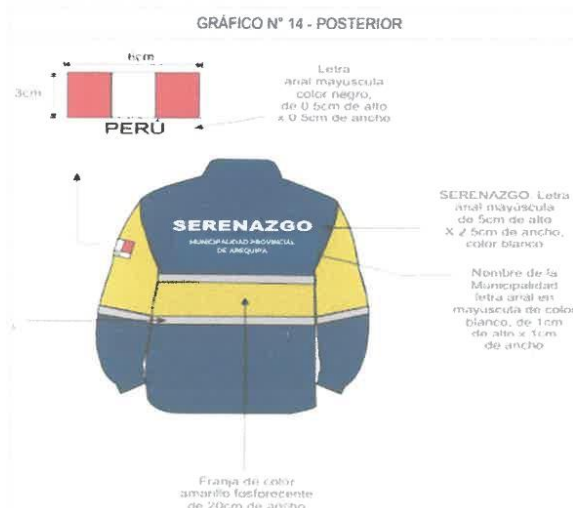 GRÁFICO N° 14 - POSTERIOR
6cm
3cm
PERÚ
Letra
arial mayuscula
color negro,
de 0.5cm de alto
x 0.5cm de ancho
SERENAZGO
MUNICIPALIDAD PROVINCIAL
DE AREQUIPA
SERENAZGO Letra
arial mayúscula
de 5cm de alto
X 2.5cm de ancho,
color blanco
Nombre de la
Municipalidad
letra arial en
mayuscula de color
blanco, de 1cm
de alto x 1cm
de ancho
Franja de color
amarillo fosforecente
de 20cm de ancho